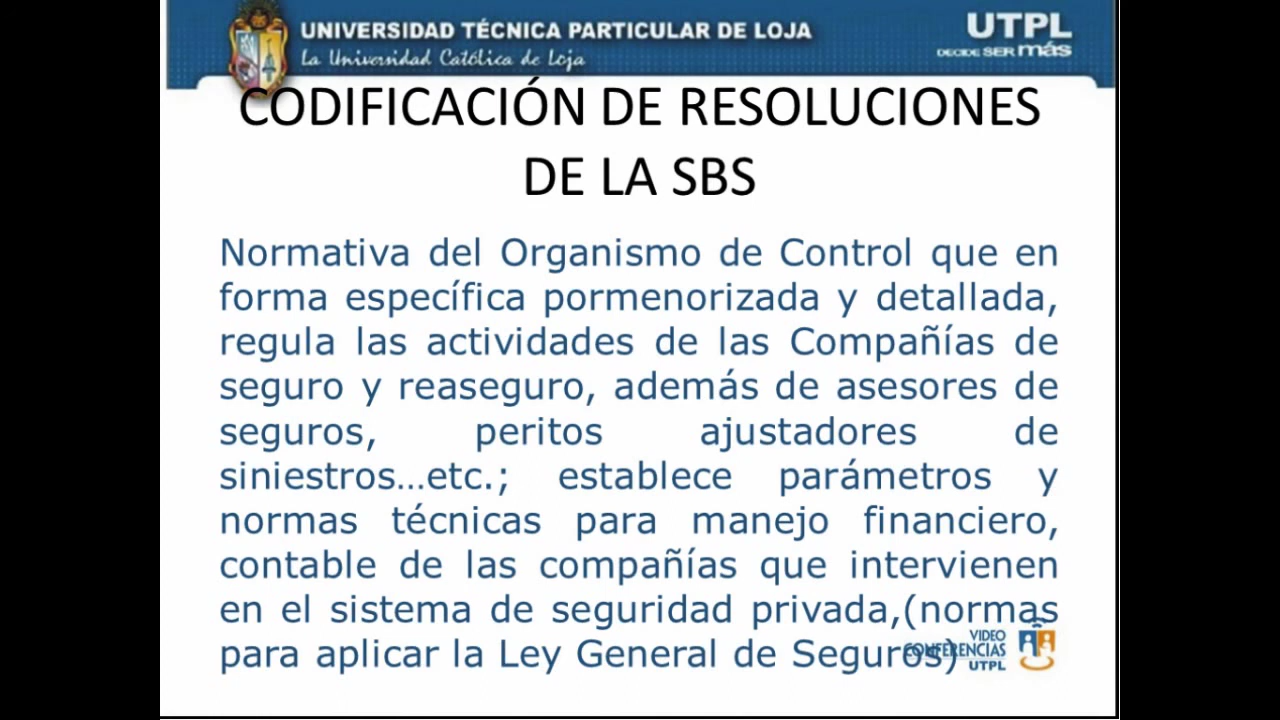 UNIVERSIDAD TÉCNICA PARTICULAR DE LOJA
La Universidad Católica de Loja
UTPL
DECIDE SER más
CODIFICACIÓN DE RESOLUCIONES
DE LA SBS
Normativa del Organismo de Control que en
forma específica pormenorizada y detallada,
regula las actividades de las Compañías de
seguro y reaseguro, además de asesores de
seguros, peritos ajustadores de
siniestros…etc.; establece parámetros y
normas técnicas para manejo financiero,
contable de las compañías que intervienen
en el sistema de seguridad privada,(normas
para aplicar la Ley General de Seguros)
VIDEO
CONFERENCIAS
UTPL